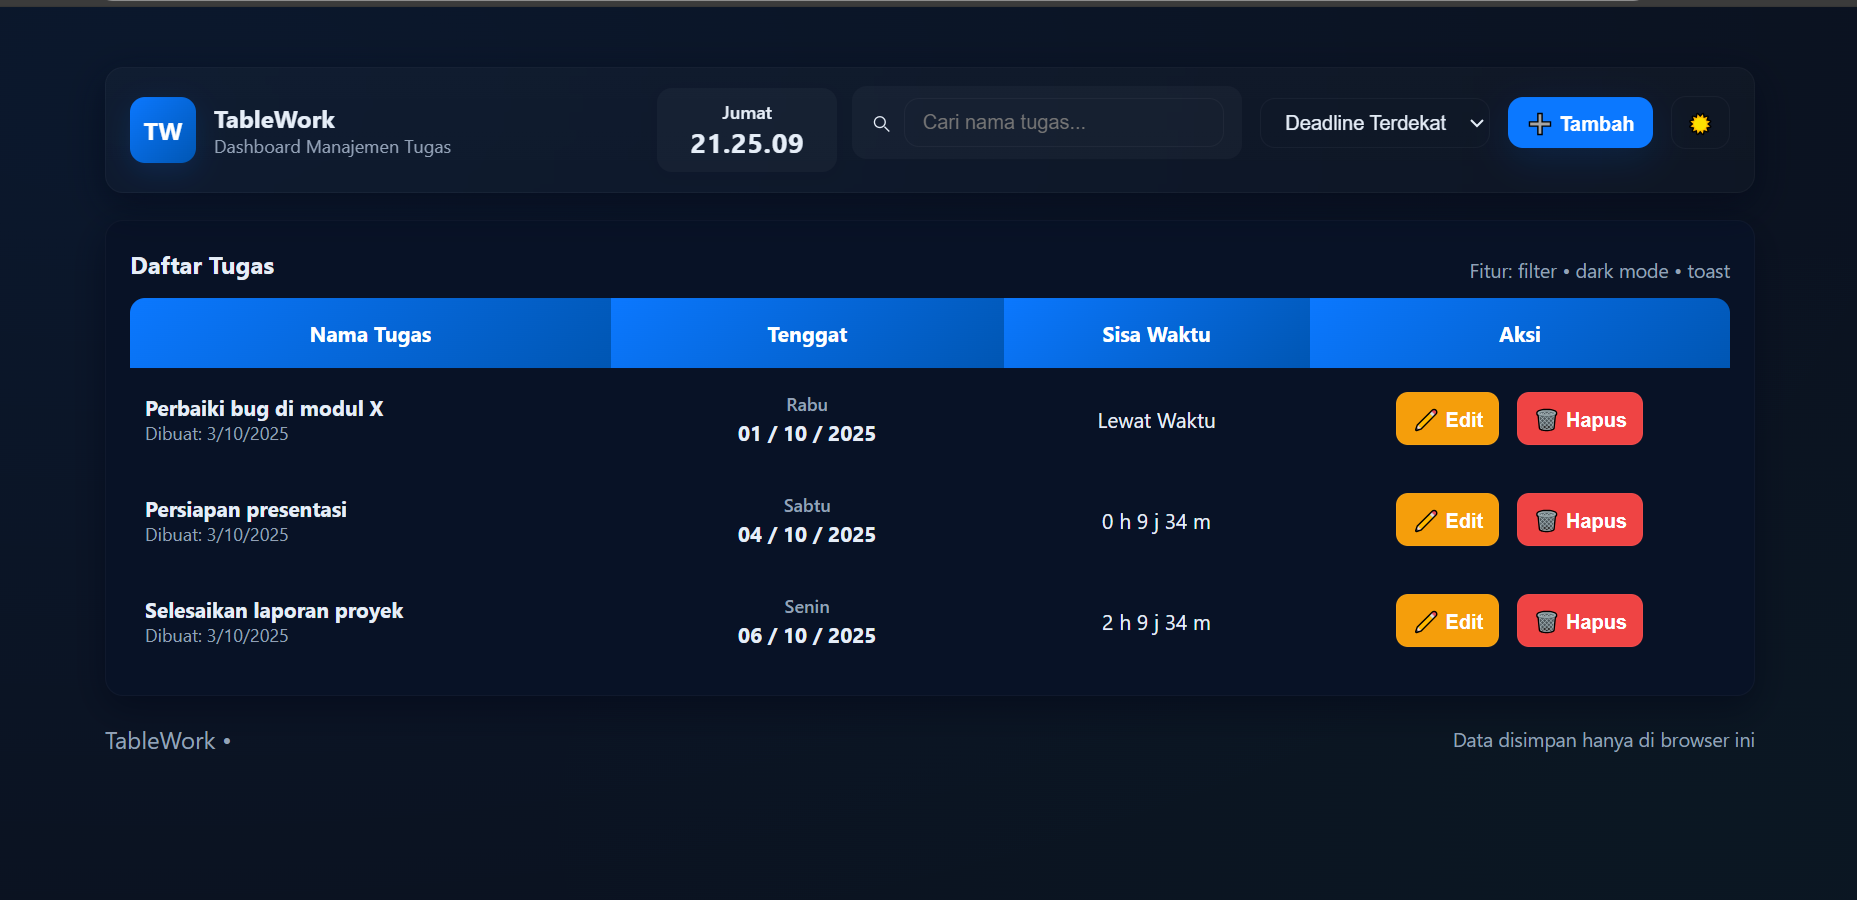 TW
TableWork
Dashboard Manajemen Tugas
Jumat
21.25.09
Cari nama tugas...
Deadline Terdekat
Tambah
Daftar Tugas
Fitur: filter • dark mode • toast
Nama Tugas Tenggat Sisa Waktu Aksi
Perbaiki bug di modul X
Dibuat: 3/10/2025
Rabu
01 / 10 / 2025
Lewat Waktu
Edit
Hapus
Persiapan presentasi
Dibuat: 3/10/2025
Sabtu
04 / 10 / 2025
0 h 9 j 34 m
Edit
Hapus
Selesaikan laporan proyek
Dibuat: 3/10/2025
Senin
06 / 10 / 2025
2 h 9 j 34 m
Edit
Hapus
TableWork •
Data disimpan hanya di browser ini